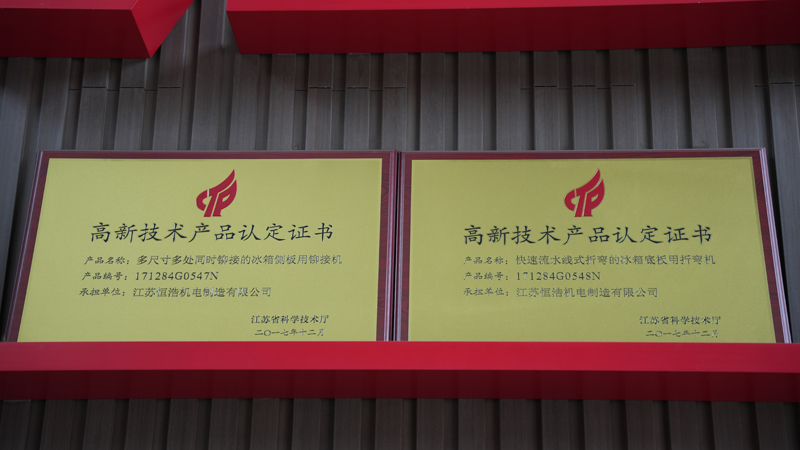 高新技术产品认定证书
产品名称：多尺寸多处同时铆接的冰箱侧板用铆接机
产品编号：171284G0547N
承担单位：江苏恒浩机电制造有限公司
江苏省科学技术厅
二〇一七年十二月
高新技术产品认定证书
产品名称：快速流水线式折弯的冰箱底板用折弯机
产品编号：171284G0548N
承担单位：江苏恒浩机电制造有限公司
江苏省科学技术厅
二〇一七年十二月